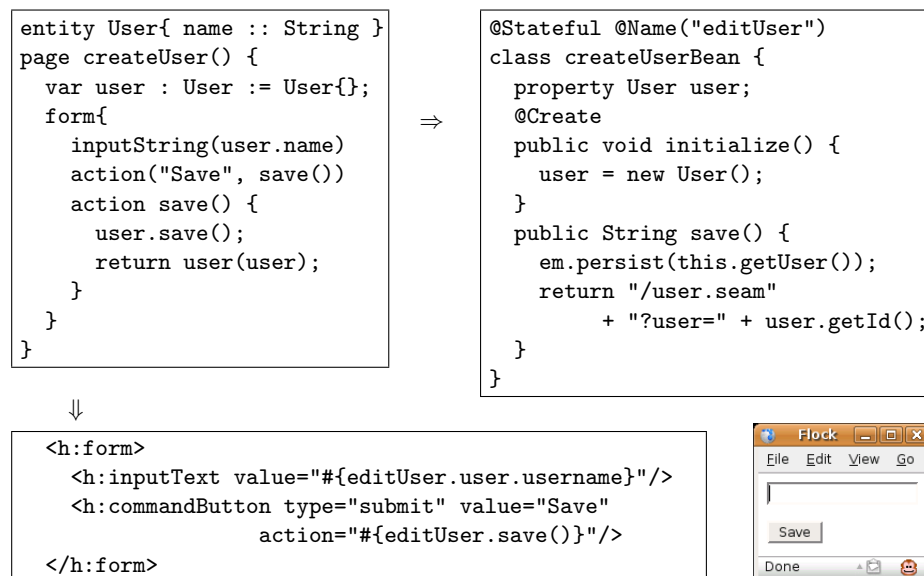 entity User{ name :: String }
page createUser() {
  var user : User := User{};
  form{
    inputString(user.name)
    action("Save", save())
    action save() {
      user.save();
      return user(user);
    }
  }
}
⇒
@Stateful @Name("editUser")
class createUserBean {
  property User user;
  @Create
  public void initialize() {
    user = new User();
  }
  public String save() {
    em.persist(this.getUser());
    return "/user.seam"
         + "?user=" + user.getId();
  }
}
⇓
<h:form>
  <h:inputText value="#{editUser.user.username}"/>
  <h:commandButton type="submit" value="Save"
                 action="#{editUser.save()}"/>
</h:form>
Flock
File Edit View Go
Save
Done